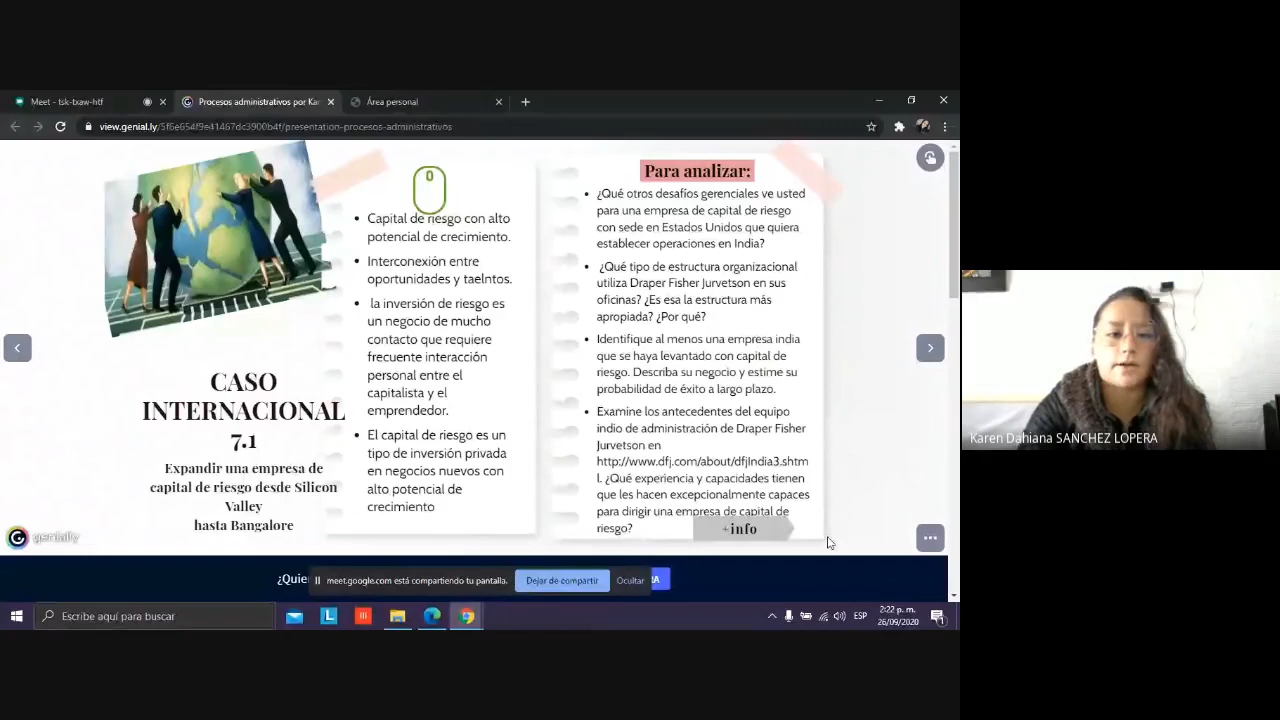 Meet - tsk-txaw-htf
Procesos administrativos por Kar
Área personal
view.genial.ly/5f6e654f9e41467dc3900b4f/presentation-procesos-administrativos
CASO
INTERNACIONAL
7.1
Expandir una empresa de
capital de riesgo desde Silicon
Valley
hasta Bangalore
Capital de riesgo con alto
potencial de crecimiento.
Interconexión entre
oportunidades y taelntos.
la inversión de riesgo es
un negocio de mucho
contacto que requiere
frecuente interacción
personal entre el
capitalista y el
emprendedor.
El capital de riesgo es un
tipo de inversión privada
en negocios nuevos con
alto potencial de
crecimiento
Para analizar:
¿Qué otros desafíos gerenciales ve usted
para una empresa de capital de riesgo
con sede en Estados Unidos que quiera
establecer operaciones en India?
¿Qué tipo de estructura organizacional
utiliza Draper Fisher Jurvetson en sus
oficinas? ¿Es esa la estructura más
apropiada? ¿Por qué?
Identifique al menos una empresa india
que se haya levantado con capital de
riesgo. Describa su negocio y estime su
probabilidad de éxito a largo plazo.
Examine los antecedentes del equipo
indio de administración de Draper Fisher
Jurvetson en
http://www.dfj.com/about/dfjIndia3.shtm
l. ¿Qué experiencia y capacidades tienen
que les hacen excepcionalmente capaces
para dirigir una empresa de capital de
riesgo?
+info
genially
¿Quie
meet.google.com está compartiendo tu pantalla.
Dejar de compartir
Ocultar
RA
Escribe aquí para buscar
ESP
2:22 p. m.
26/09/2020
1
Karen Dahiana SANCHEZ LOPERA